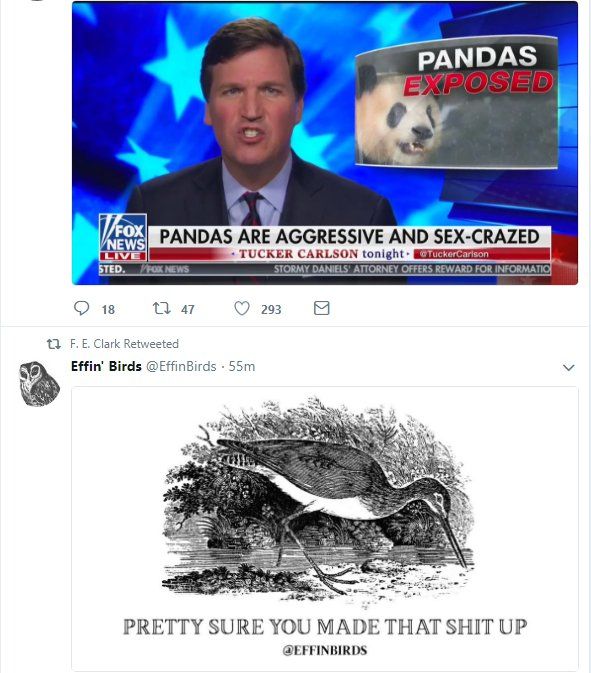 PANDAS
EXPOSED
FOX
NEWS
LIVE
PANDAS ARE AGGRESSIVE AND SEX-CRAZED
TUCKER CARLSON tonight · @TuckerCarlson
STED. FOX NEWS STORMY DANIELS' ATTORNEY OFFERS REWARD FOR INFORMATIO
18 47 293
F. E. Clark Retweeted
Effin' Birds @EffinBirds · 55m
PRETTY SURE YOU MADE THAT SHIT UP
@EFFINBIRDS